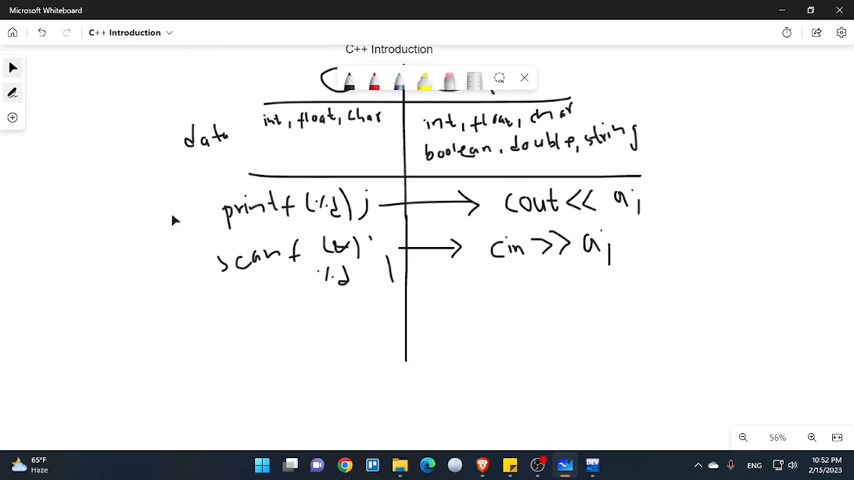 Microsoft Whiteboard
C++ Introduction
C++ Introduction
data
int, float, char
int, float, char
boolean, double, string
printf (%d) ; cout << a;
scanf (
%d ; cin >> a;
56%
65°F
Haze
DEV
ENG
10:52 PM
2/15/2023